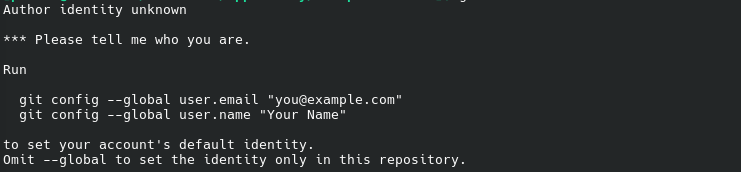 Author identity unknown
*** Please tell me who you are.
Run
git config --global user.email "you@example.com"
git config --global user.name "Your Name"
to set your account's default identity.
Omit --global to set the identity only in this repository.